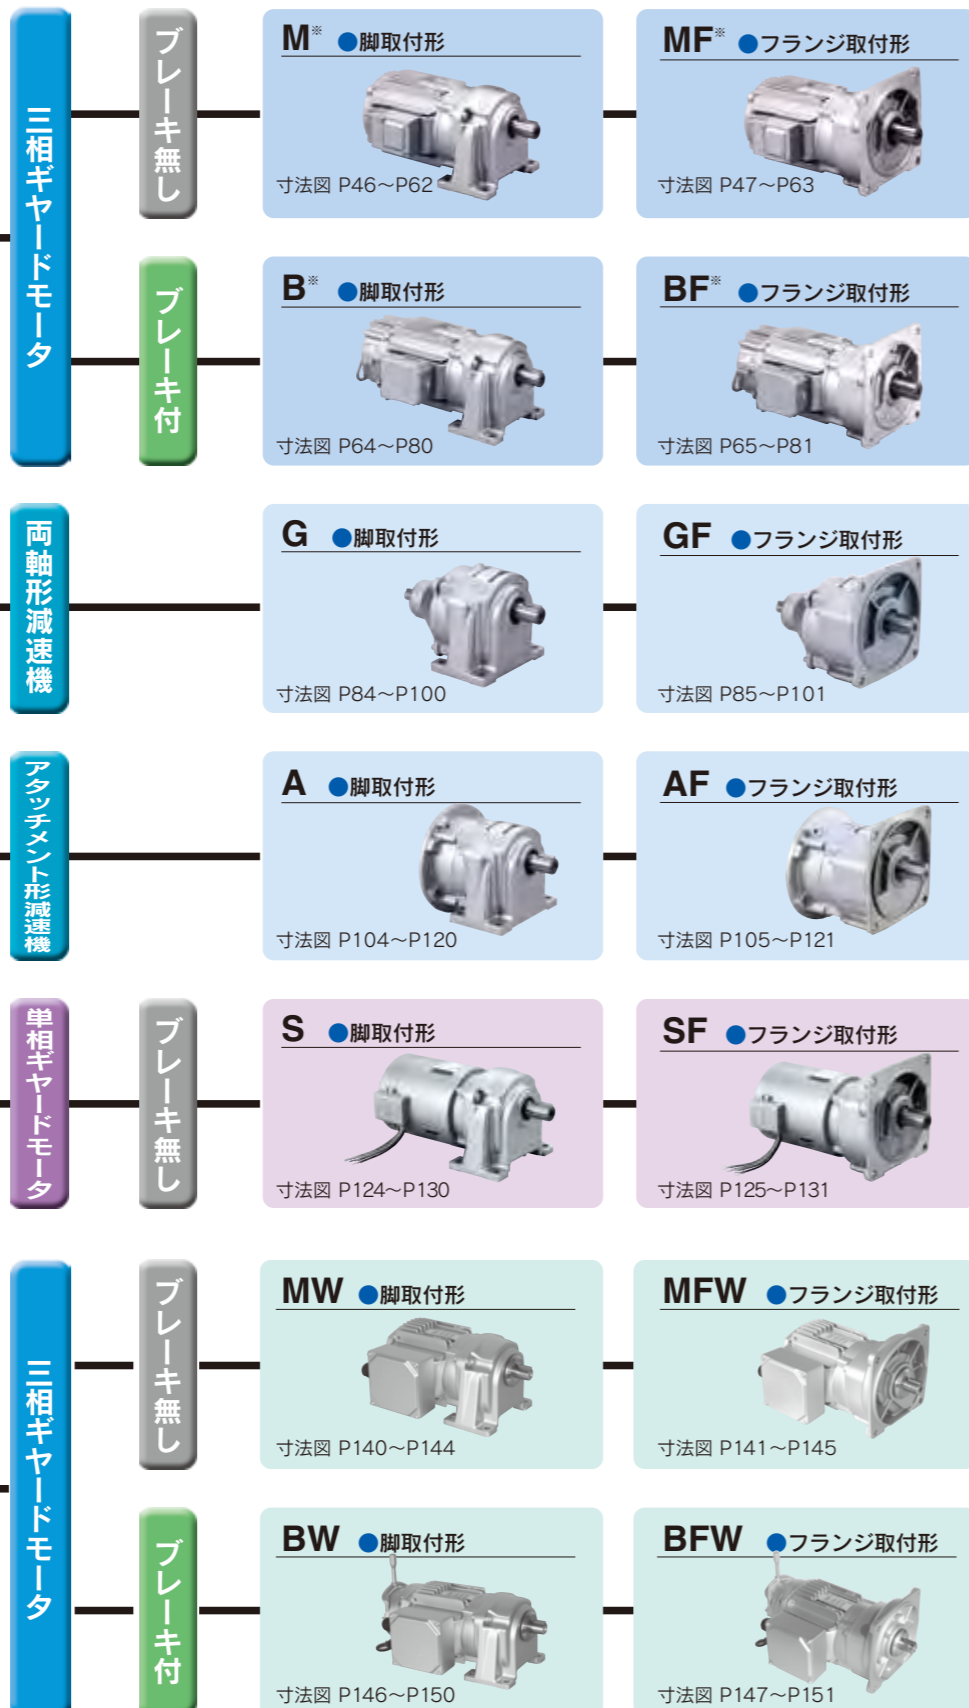 三相ギヤードモータ
ブレーキ無し
M※ ●脚取付形
寸法図 P46～P62
MF※ ●フランジ取付形
寸法図 P47～P63
ブレーキ付
B※ ●脚取付形
寸法図 P64～P80
BF※ ●フランジ取付形
寸法図 P65～P81
両軸形減速機
G ●脚取付形
寸法図 P84～P100
GF ●フランジ取付形
寸法図 P85～P101
アタッチメント形減速機
A ●脚取付形
寸法図 P104～P120
AF ●フランジ取付形
寸法図 P105～P121
単相ギヤードモータ
ブレーキ無し
S ●脚取付形
寸法図 P124～P130
SF ●フランジ取付形
寸法図 P125～P131
三相ギヤードモータ
ブレーキ無し
MW ●脚取付形
寸法図 P140～P144
MFW ●フランジ取付形
寸法図 P141～P145
ブレーキ付
BW ●脚取付形
寸法図 P146～P150
BFW ●フランジ取付形
寸法図 P147～P151